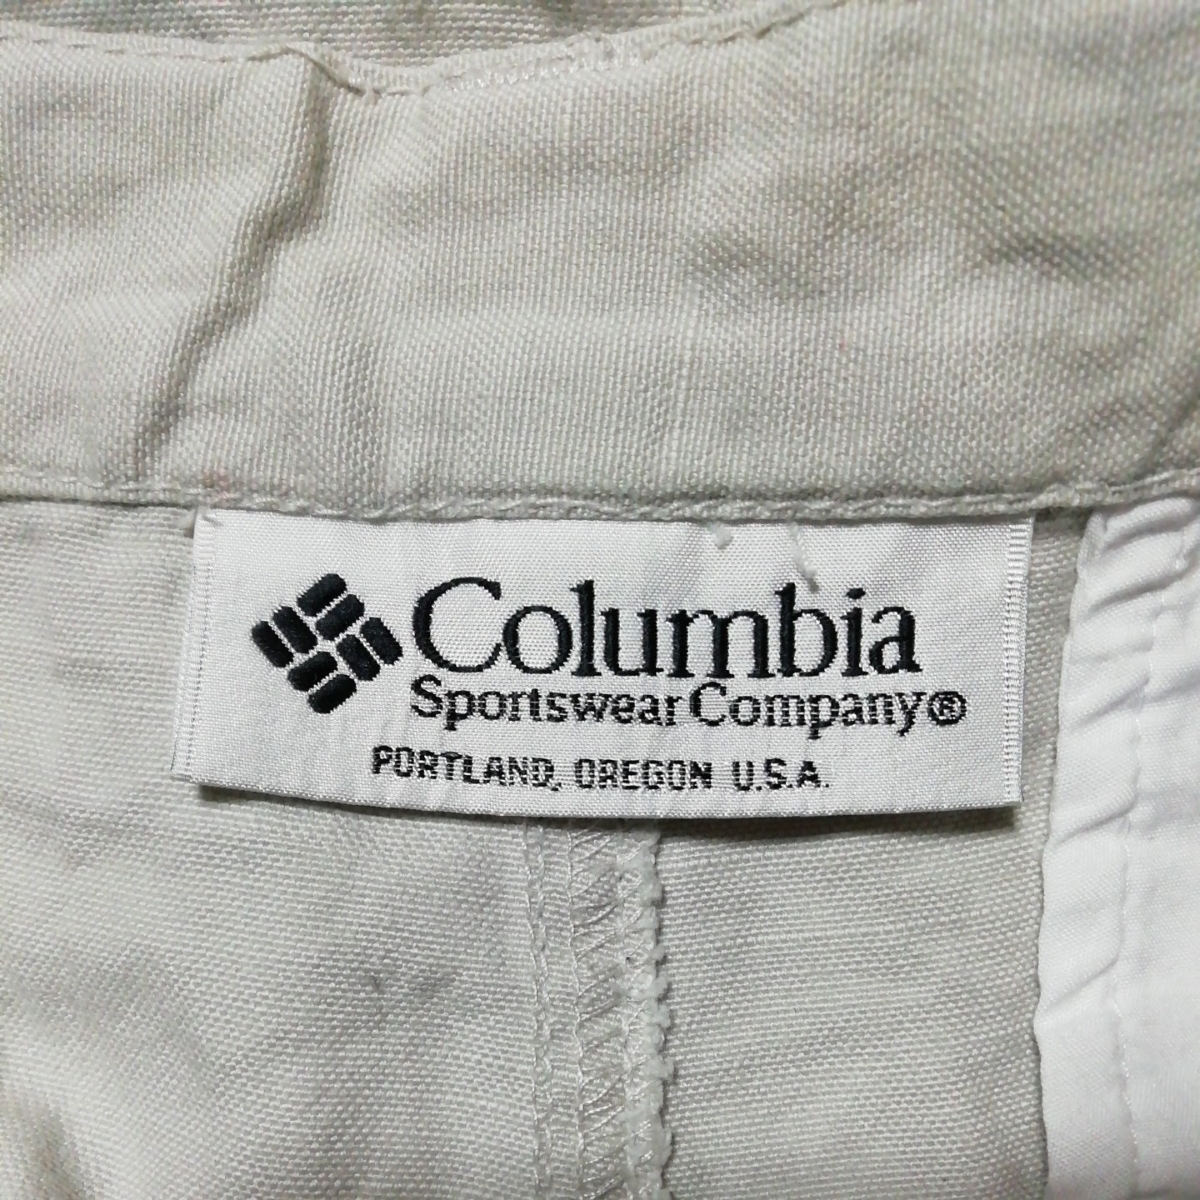 Columbia
Sportswear Company®
PORTLAND, OREGON U.S.A.